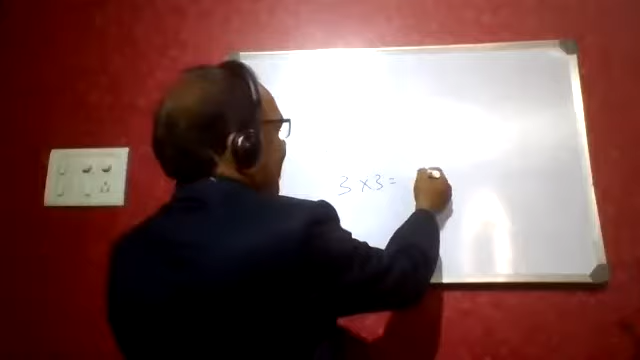 3 x 3 =